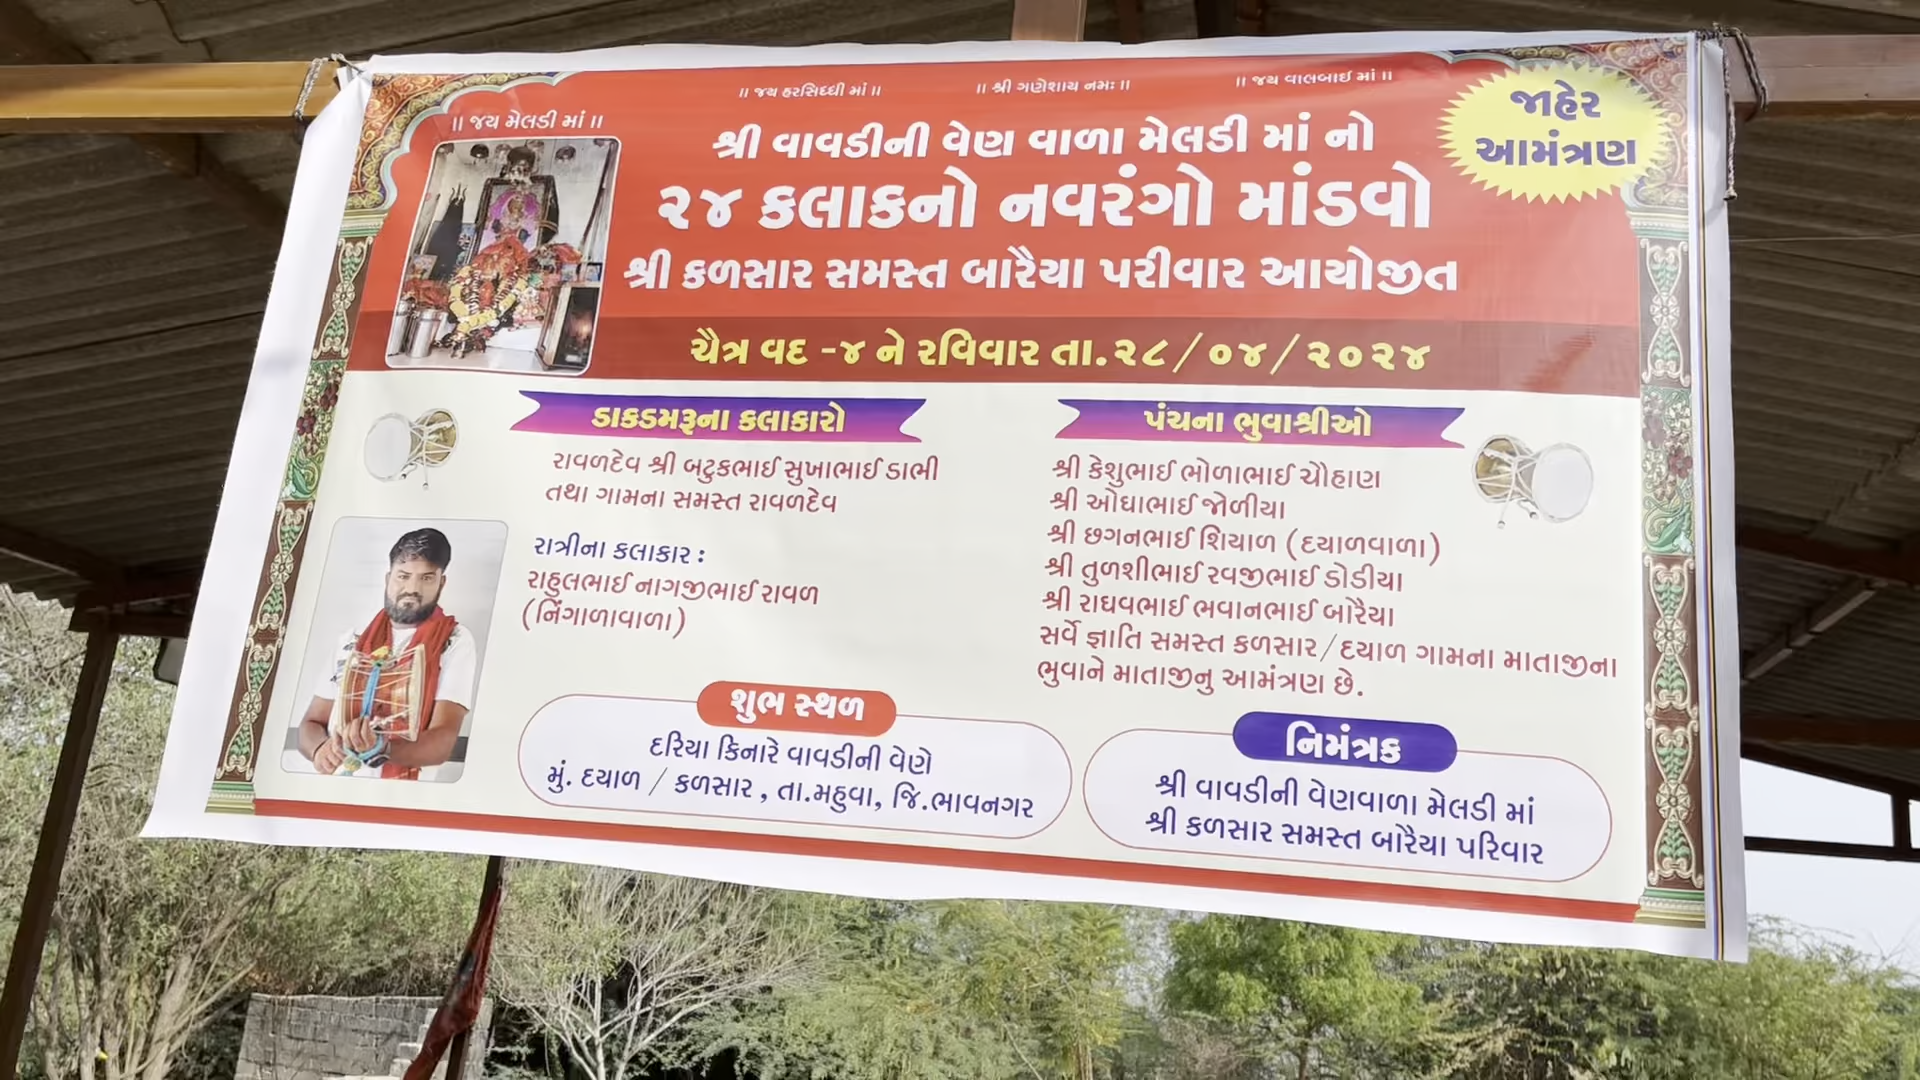 ॥ જય હરસિદ્ધી માં ॥
॥ શ્રી ગણેશાય નમઃ ॥
॥ જય વાલબાઈ માં ॥
જાહેર
આમંત્રણ
॥ જય મેલડી માં ॥
શ્રી વાવડીની વેણ વાળા મેલડી માં નો
૨૪ કલાકનો નવરંગો માંડવો
શ્રી કળસાર સમસ્ત બારૈયા પરીવાર આયોજીત
ચૈત્ર વદ -૪ ને રવિવાર તા.૨૮/૦૪/૨૦૨૪
ડાકડમરૂના કલાકારો
રાવળદેવ શ્રી બટુકભાઈ સુખાભાઈ ડાભી
તથા ગામના સમસ્ત રાવળદેવ
રાત્રીના કલાકાર :
રાહુલભાઈ નાગજીભાઈ રાવળ
(નિંગાળાવાળા)
પંચના ભુવાશ્રીઓ
શ્રી કેશુભાઈ ભોળાભાઈ ચૌહાણ
શ્રી ઓઘાભાઈ જોળીયા
શ્રી છગનભાઈ શિયાળ (દયાળવાળા)
શ્રી તુળશીભાઈ રવજીભાઈ ડોડીયા
શ્રી રાઘવભાઈ ભવાનભાઈ બારૈયા
સર્વે જ્ઞાતિ સમસ્ત કળસાર/દયાળ ગામના માતાજીના
ભુવાને માતાજીનુ આમંત્રણ છે.
શુભ સ્થળ
દરિયા કિનારે વાવડીની વેણે
મું. દયાળ / કળસાર, તા.મહુવા, જિ.ભાવનગર
નિમંત્રક
શ્રી વાવડીની વેણવાળા મેલડી માં
શ્રી કળસાર સમસ્ત બારૈયા પરિવાર